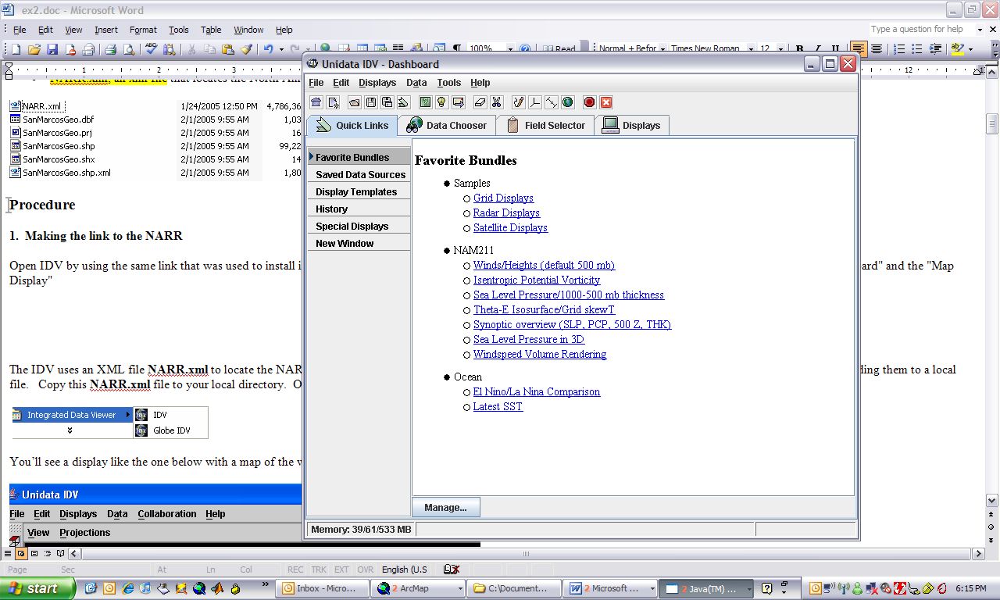 ex2.doc - Microsoft Word
File Edit View Insert Format Tools Table Window Help
Type a question for help
100%
Read
Normal + Befor
Times New Roman
12
B I U
1 2 3
12
NARR.xml, an xml file that locates the North Am
NARR.xml 1/24/2005 12:50 PM 4,786,36
SanMarcosGeo.dbf 2/1/2005 9:55 AM 1,03
SanMarcosGeo.prj 2/1/2005 9:55 AM 16
SanMarcosGeo.shp 2/1/2005 9:55 AM 99,22
SanMarcosGeo.shx 2/1/2005 9:55 AM 14
SanMarcosGeo.shp.xml 2/1/2005 9:55 AM 1,80
Procedure
1. Making the link to the NARR
Open IDV by using the same link that was used to install i
ard" and the "Map
Display"
The IDV uses an XML file NARR.xml to locate the NAR
ling them to a local
file. Copy this NARR.xml file to your local directory. O
Integrated Data Viewer
IDV
Globe IDV
You'll see a display like the one below with a map of the w
Unidata IDV
File Edit Displays Data Collaboration Help
View Projections
Unidata IDV - Dashboard
File Edit Displays Data Tools Help
Quick Links
Data Chooser
Field Selector
Displays
Favorite Bundles
Saved Data Sources
Display Templates
History
Special Displays
New Window
Favorite Bundles
Samples
Grid Displays
Radar Displays
Satellite Displays
NAM211
Winds/Heights (default 500 mb)
Isentropic Potential Vorticity
Sea Level Pressure/1000-500 mb thickness
Theta-E Isosurface/Grid skewT
Synoptic overview (SLP, PCP, 500 Z, THK)
Sea Level Pressure in 3D
Windspeed Volume Rendering
Ocean
El Nino/La Nina Comparison
Latest SST
Manage...
Memory: 39/61/533 MB
Page Sec At Ln Col REC TRK EXT OVR English (U.S
start
Inbox - Micro...
2 ArcMap
C:\Document...
2 Microsoft ...
2 Java(TM) ...
6:15 PM